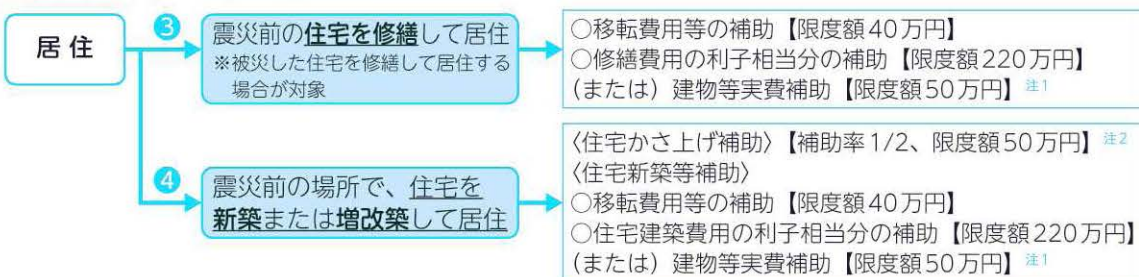 居 住
❸
震災前の住宅を修繕して居住
※被災した住宅を修繕して居住する
場合が対象
○移転費用等の補助【限度額40万円】
○修繕費用の利子相当分の補助【限度額220万円】
(または)建物等実費補助【限度額50万円】注1
❹
震災前の場所で、住宅を
新築または増改築して居住
〈住宅かさ上げ補助〉【補助率1/2、限度額50万円】注2
〈住宅新築等補助〉
○移転費用等の補助【限度額40万円】
○住宅建築費用の利子相当分の補助【限度額220万円】
(または)建物等実費補助【限度額50万円】注1